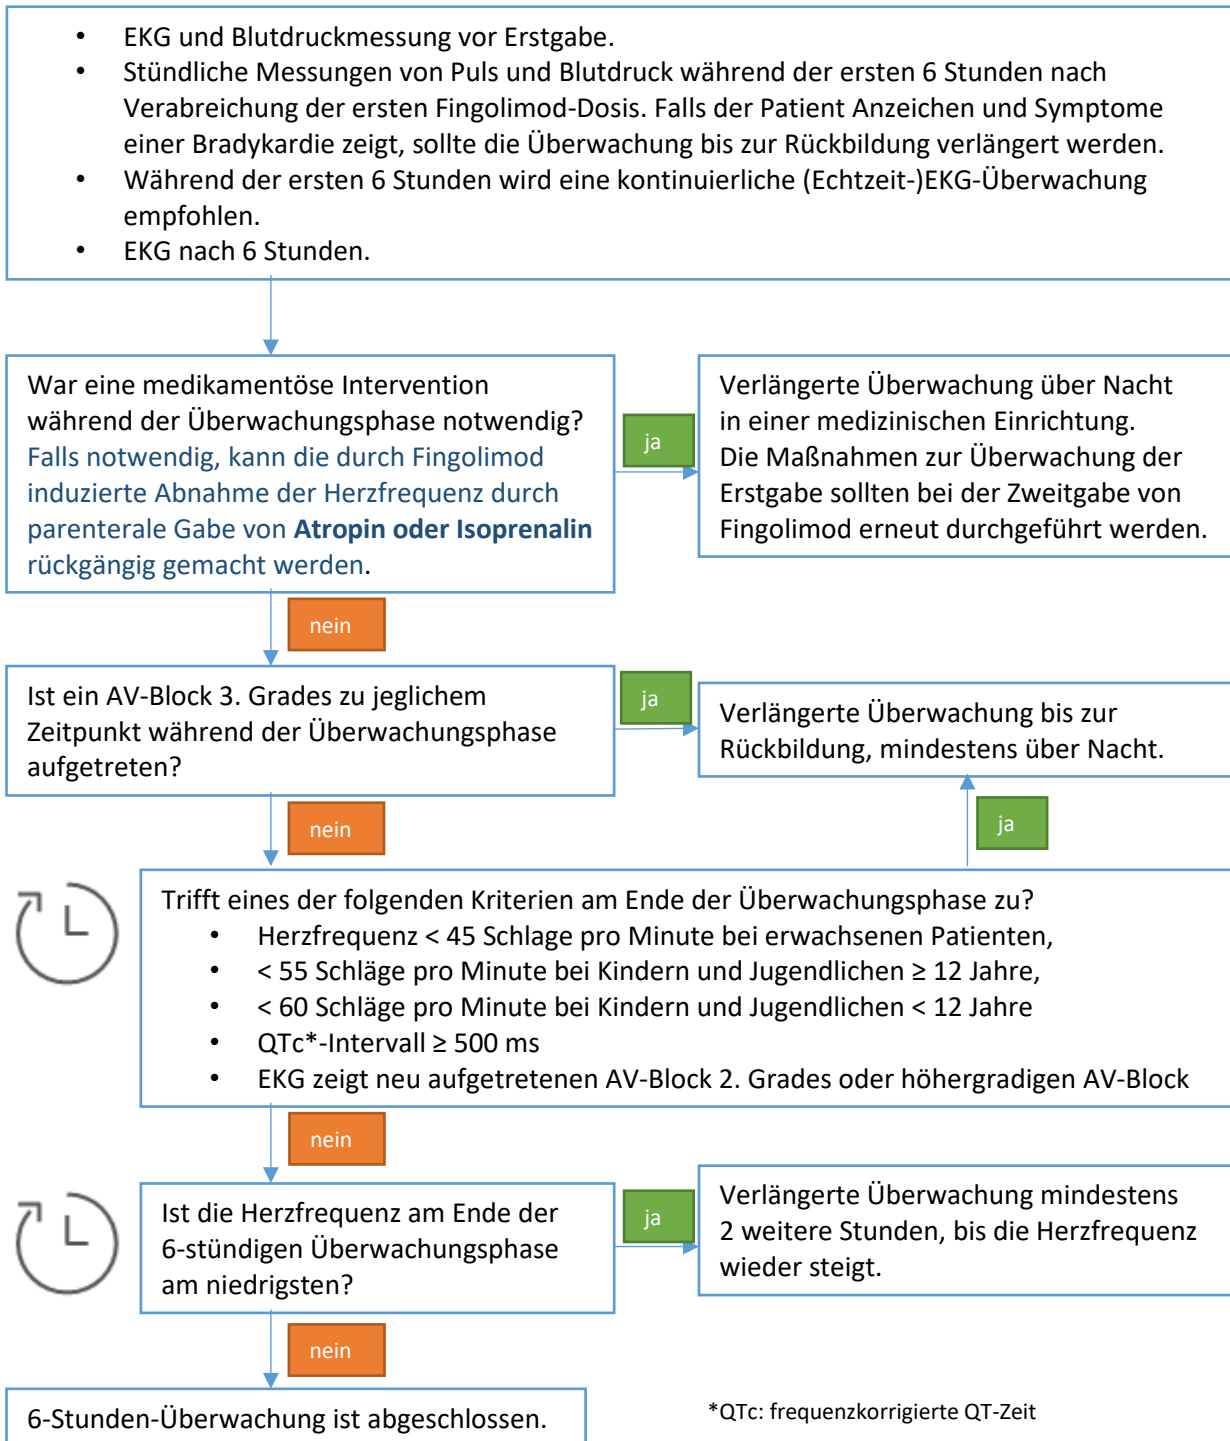 • EKG und Blutdruckmessung vor Erstgabe.
• Stündliche Messungen von Puls und Blutdruck während der ersten 6 Stunden nach
Verabreichung der ersten Fingolimod-Dosis. Falls der Patient Anzeichen und Symptome
einer Bradykardie zeigt, sollte die Überwachung bis zur Rückbildung verlängert werden.
• Während der ersten 6 Stunden wird eine kontinuierliche (Echtzeit-)EKG-Überwachung
empfohlen.
• EKG nach 6 Stunden.
War eine medikamentöse Intervention
während der Überwachungsphase notwendig?
Falls notwendig, kann die durch Fingolimod
induzierte Abnahme der Herzfrequenz durch
parenterale Gabe von Atropin oder Isoprenalin
rückgängig gemacht werden.
ja
Verlängerte Überwachung über Nacht
in einer medizinischen Einrichtung.
Die Maßnahmen zur Überwachung der
Erstgabe sollten bei der Zweitgabe von
Fingolimod erneut durchgeführt werden.
nein
Ist ein AV-Block 3. Grades zu jeglichem
Zeitpunkt während der Überwachungsphase
aufgetreten?
ja
Verlängerte Überwachung bis zur
Rückbildung, mindestens über Nacht.
nein
ja
Trifft eines der folgenden Kriterien am Ende der Überwachungsphase zu?
• Herzfrequenz < 45 Schlage pro Minute bei erwachsenen Patienten,
• < 55 Schläge pro Minute bei Kindern und Jugendlichen ≥ 12 Jahre,
• < 60 Schläge pro Minute bei Kindern und Jugendlichen < 12 Jahre
• QTc*-Intervall ≥ 500 ms
• EKG zeigt neu aufgetretenen AV-Block 2. Grades oder höhergradigen AV-Block
nein
Ist die Herzfrequenz am Ende der
6-stündigen Überwachungsphase
am niedrigsten?
ja
Verlängerte Überwachung mindestens
2 weitere Stunden, bis die Herzfrequenz
wieder steigt.
nein
6-Stunden-Überwachung ist abgeschlossen.
*QTc: frequenzkorrigierte QT-Zeit